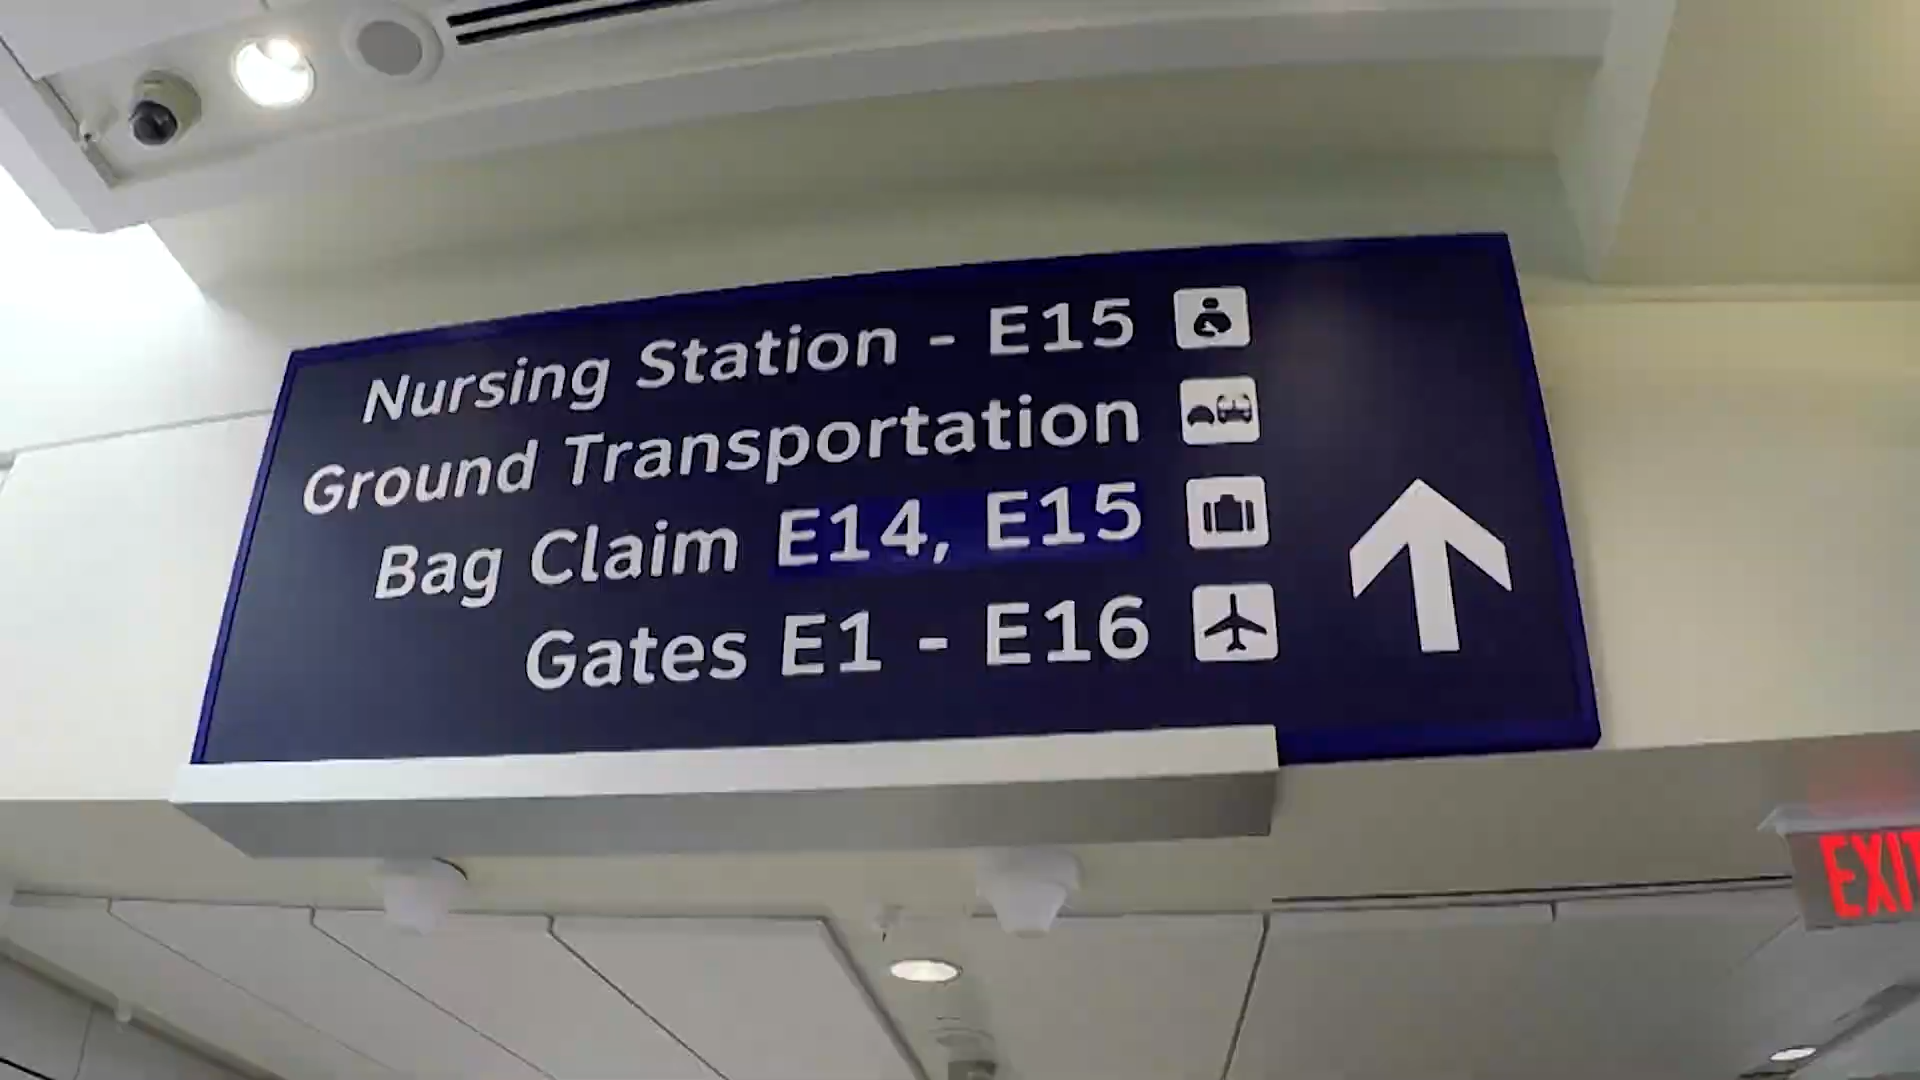 Nursing Station - E15
Ground Transportation
Bag Claim E14, E15
Gates E1 - E16
EXIT